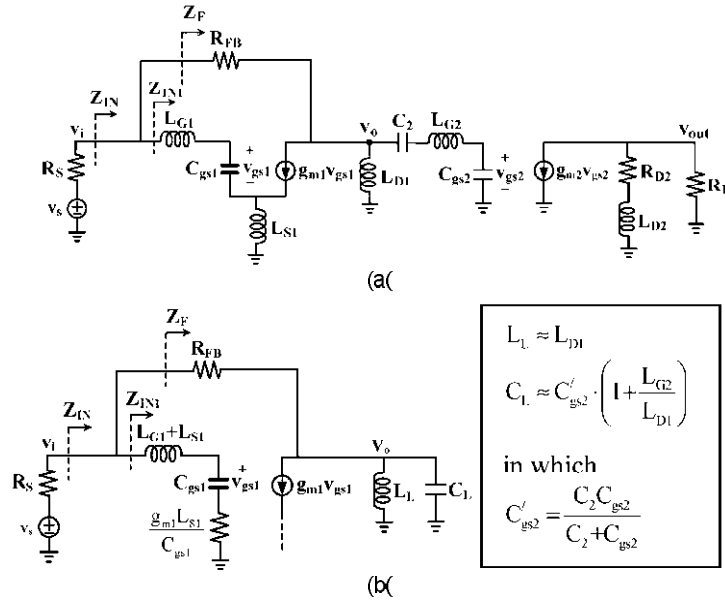 Z_F
R_FB
Z_IN
Z_IN1
L_G1
v_i
R_S
v_s
C_gs1
+
v_gs1
−
g_m1v_gs1
L_S1
v_o
L_D1
C_2
L_G2
C_gs2
+
v_gs2
−
g_m2v_gs2
v_out
R_D2
L_D2
(a(
Z_F
R_FB
Z_IN
Z_IN1
L_G1+L_S1
v_i
R_S
v_s
C_gs1
+
v_gs1
−
g_m1L_S1
C_gs1
g_m1v_gs1
v_o
L_L
C_L
(b(
L_L ≈ L_D1
C_L ≈ C′_gs2 · (1 + L_G2 / L_D1)
in which
C′_gs2 = C_2C_gs2 / C_2+C_gs2